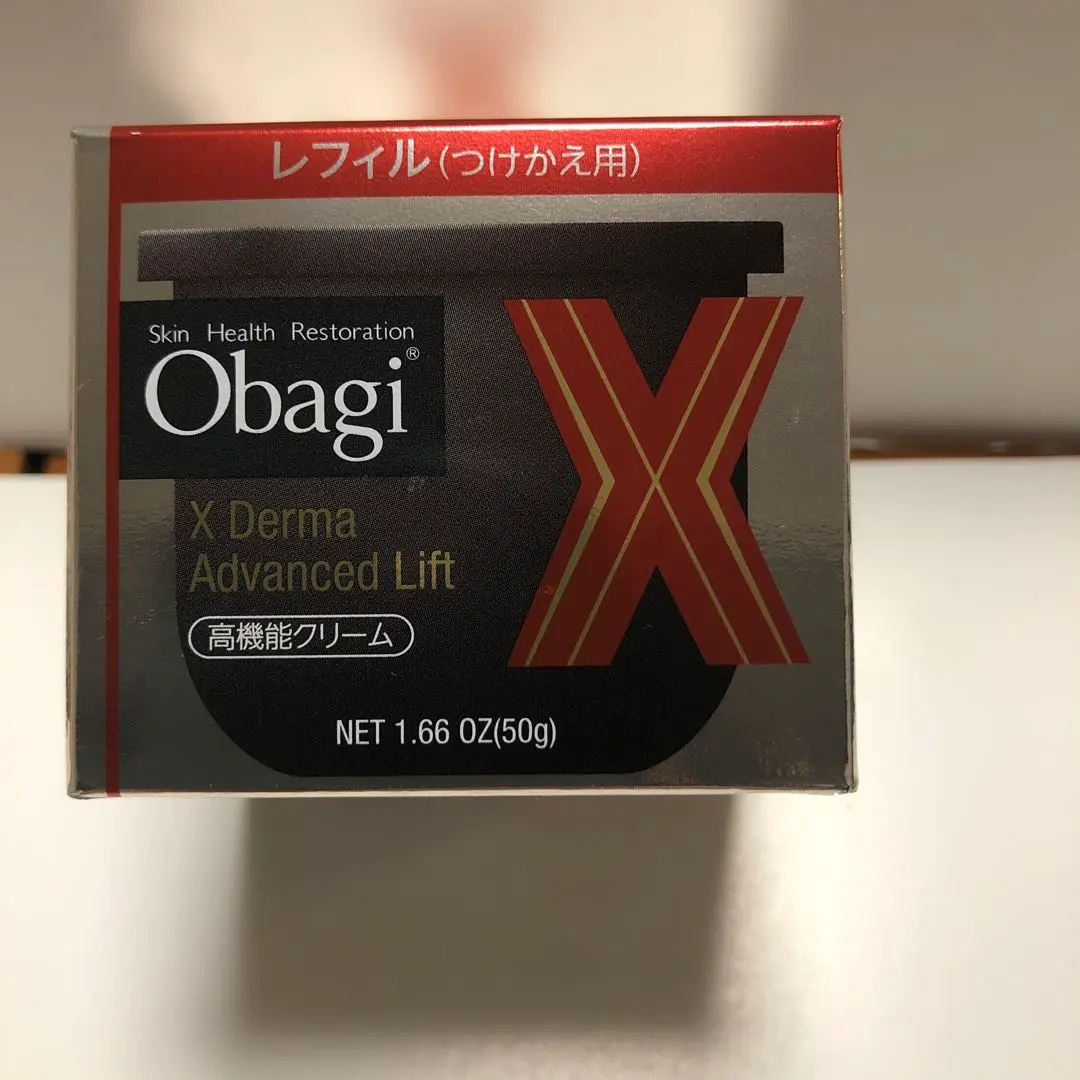 レフィル(つけかえ用)
Skin Health Restoration
Obagi®
X
X Derma
Advanced Lift
高機能クリーム
NET 1.66 OZ(50g)